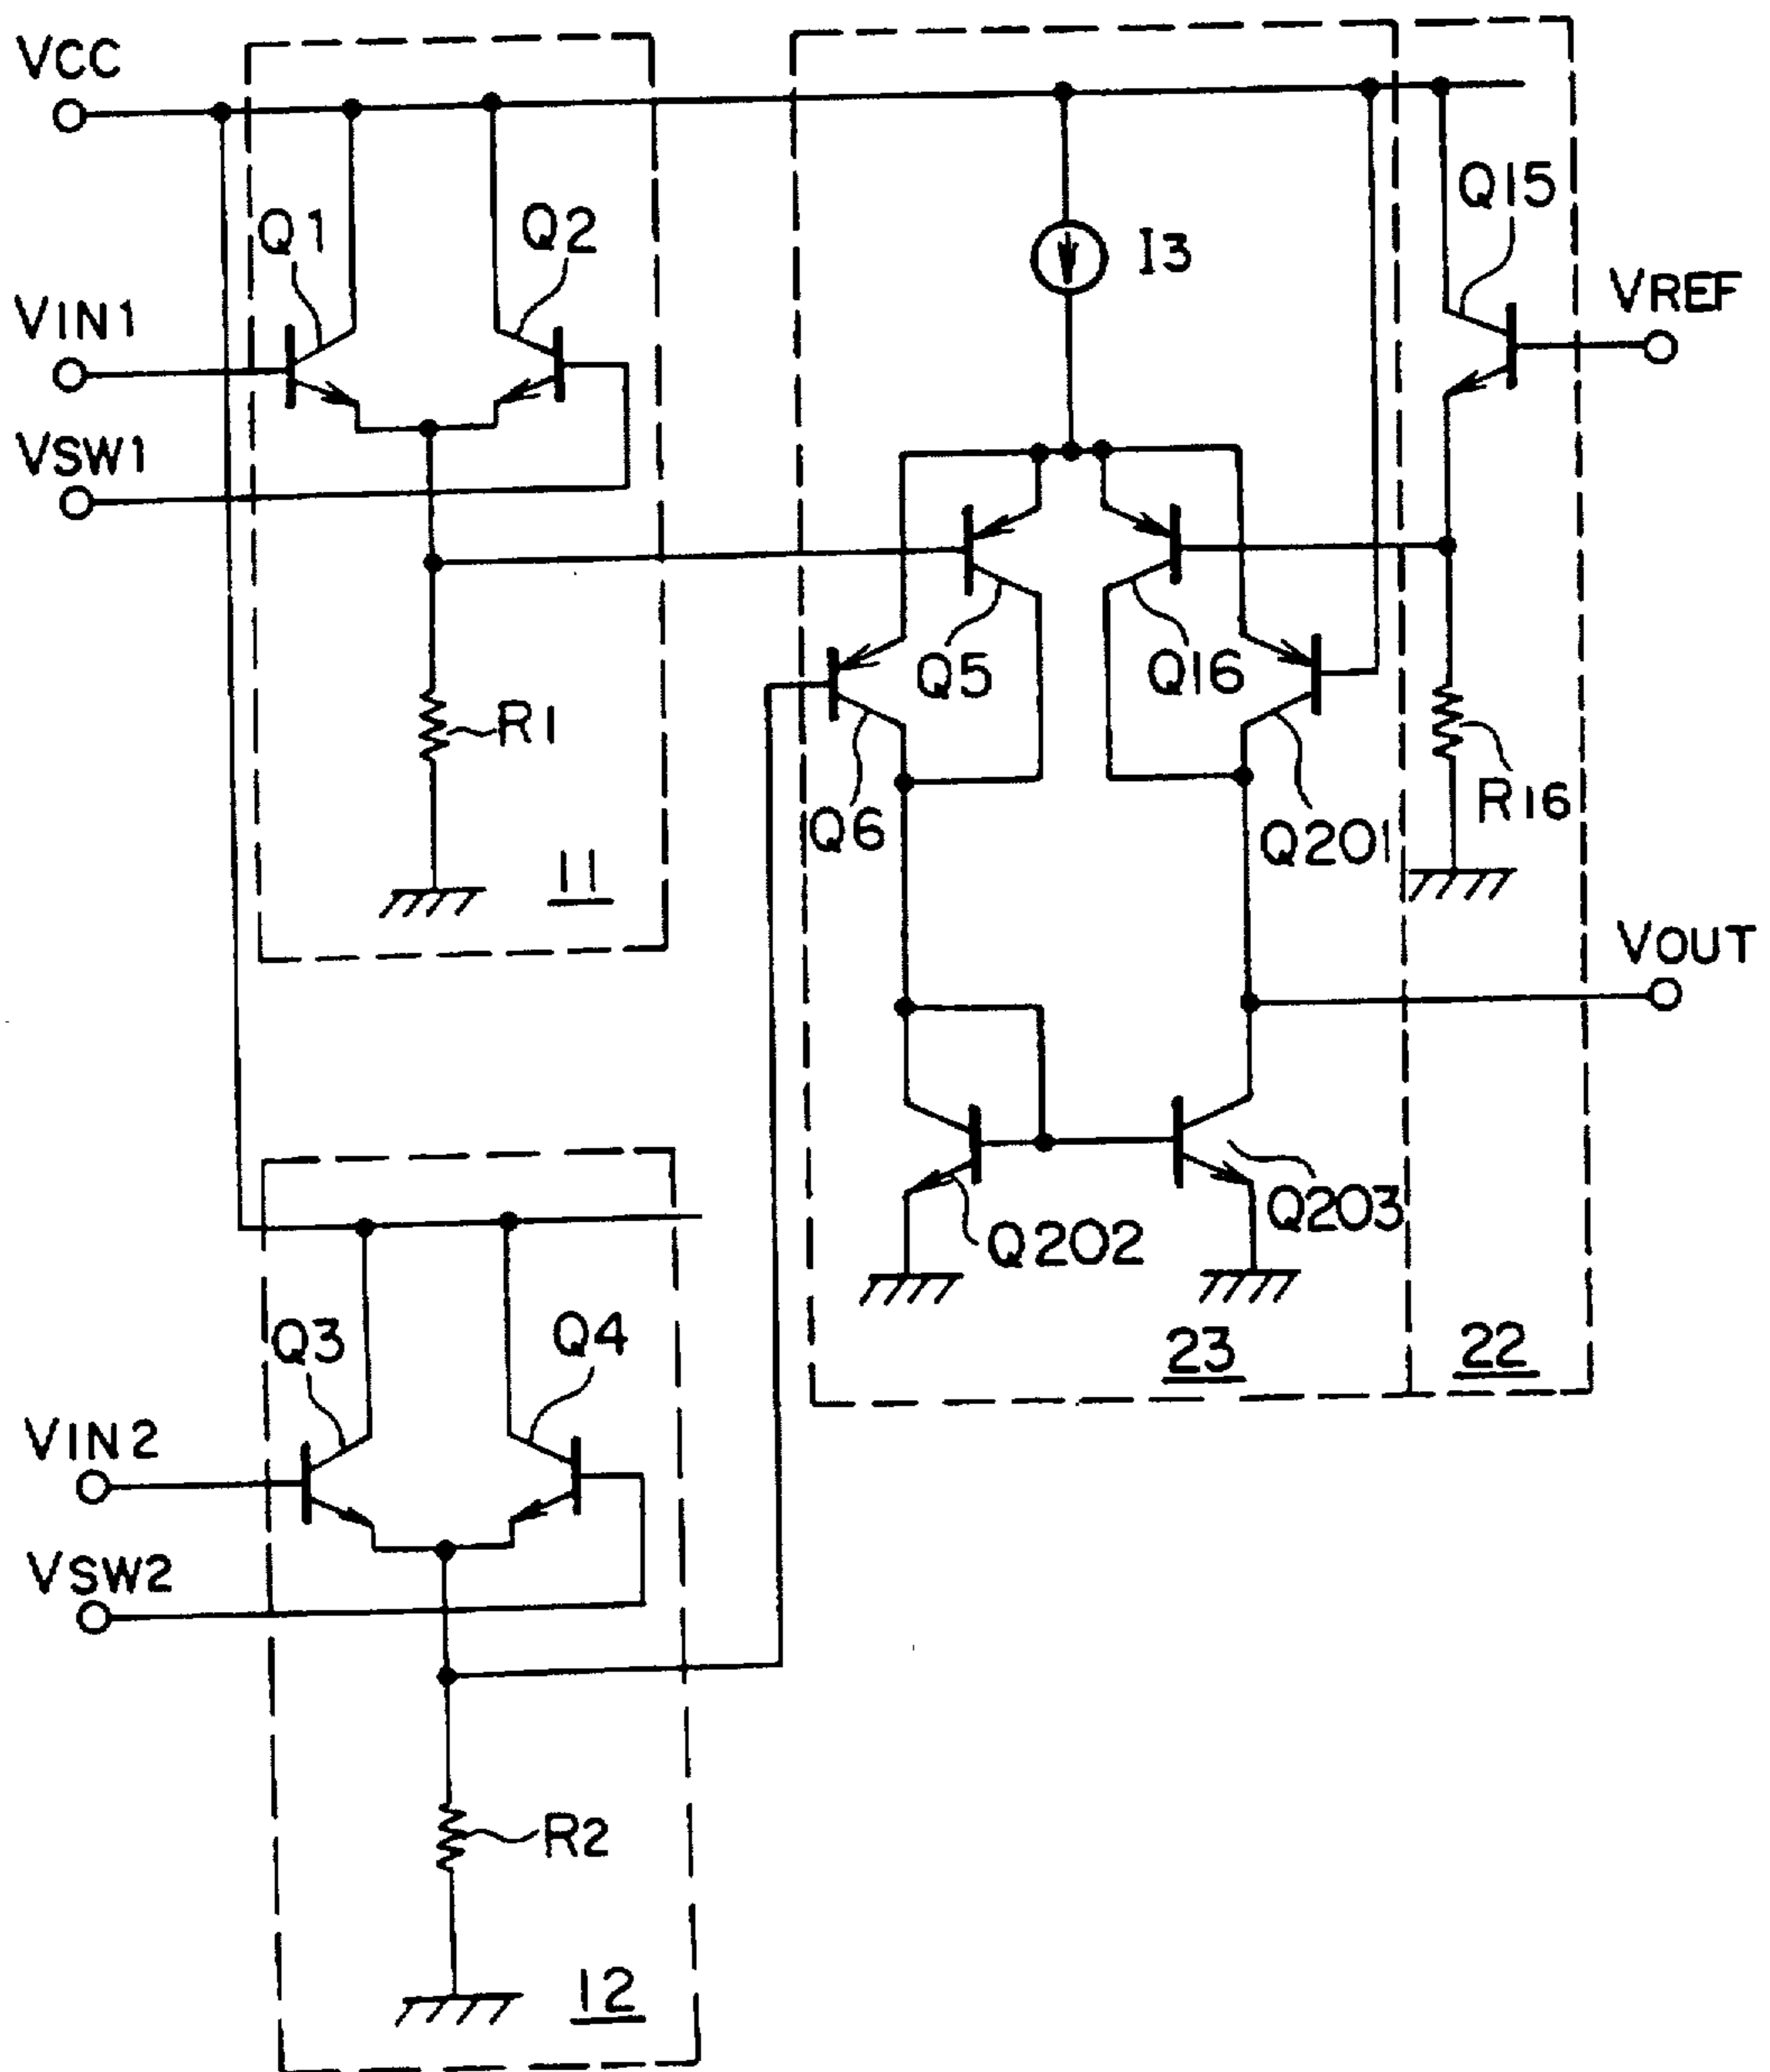 VCC
Q1
Q2
Q15
I3
VREF
VIN1
VSW1
R1
Q5
Q16
Q6
Q201
R16
11
VOUT
Q202
Q203
23
22
Q3
Q4
VIN2
VSW2
R2
12